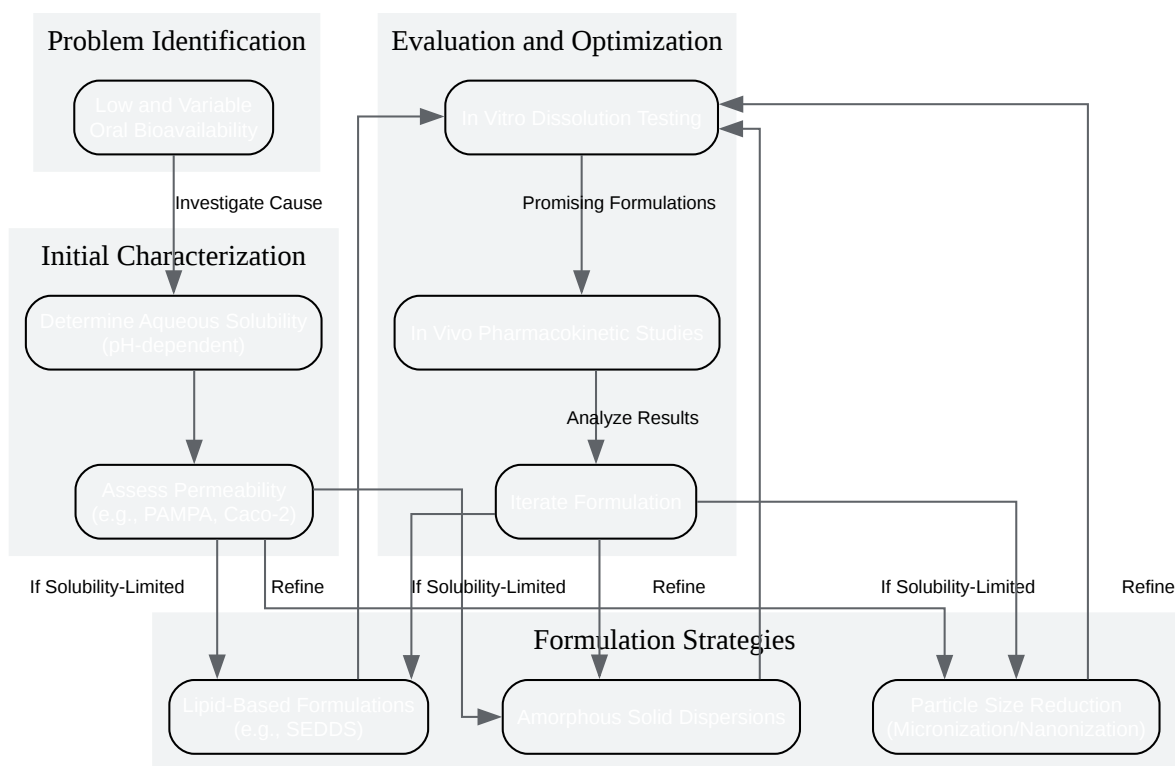 Problem Identification
Low and Variable
Oral Bioavailability
Investigate Cause
Initial Characterization
Determine Aqueous Solubility
(pH-dependent)
Assess Permeability
(e.g., PAMPA, Caco-2)
Evaluation and Optimization
In Vitro Dissolution Testing
Promising Formulations
In Vivo Pharmacokinetic Studies
Analyze Results
Iterate Formulation
If Solubility-Limited
Refine
If Solubility-Limited
Refine
If Solubility-Limited
Refine
Formulation Strategies
Lipid-Based Formulations
(e.g., SEDDS)
Amorphous Solid Dispersions
Particle Size Reduction
(Micronization/Nanonization)